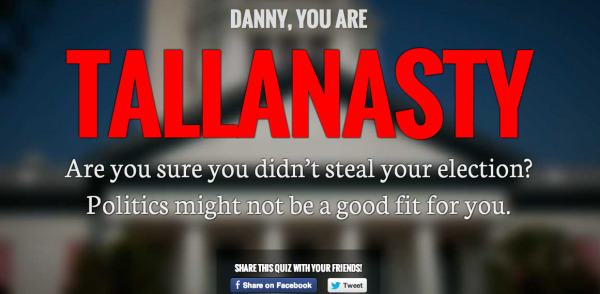 DANNY, YOU ARE
TALLANASTY
Are you sure you didn't steal your election?
Politics might not be a good fit for you.
SHARE THIS QUIZ WITH YOUR FRIENDS!
f Share on Facebook Tweet